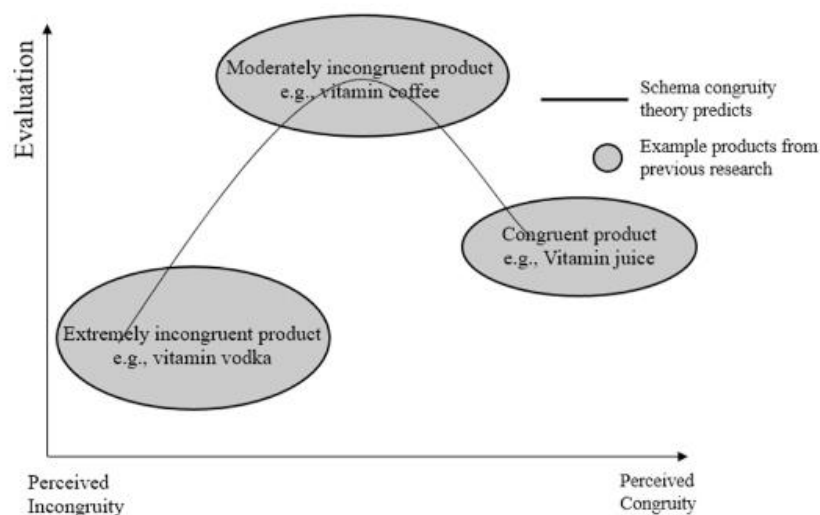 Evaluation
Moderately incongruent product
e.g., vitamin coffee
Schema congruity
theory predicts
Example products from
previous research
Congruent product
e.g., Vitamin juice
Extremely incongruent product
e.g., vitamin vodka
Perceived
Incongruity
Perceived
Congruity